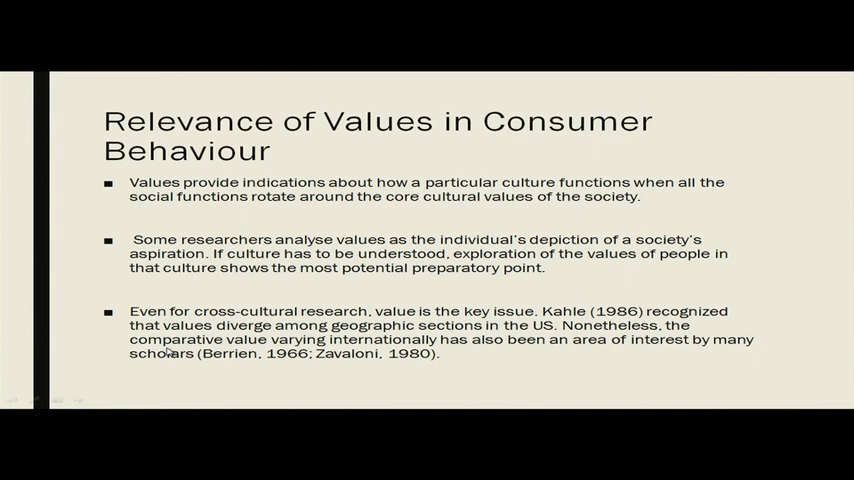 Relevance of Values in Consumer
Behaviour
Values provide indications about how a particular culture functions when all the
social functions rotate around the core cultural values of the society.
Some researchers analyse values as the individual's depiction of a society's
aspiration. If culture has to be understood, exploration of the values of people in
that culture shows the most potential preparatory point.
Even for cross-cultural research, value is the key issue. Kahle (1986) recognized
that values diverge among geographic sections in the US. Nonetheless, the
comparative value varying internationally has also been an area of interest by many
scholars (Berrien, 1966; Zavaloni, 1980).